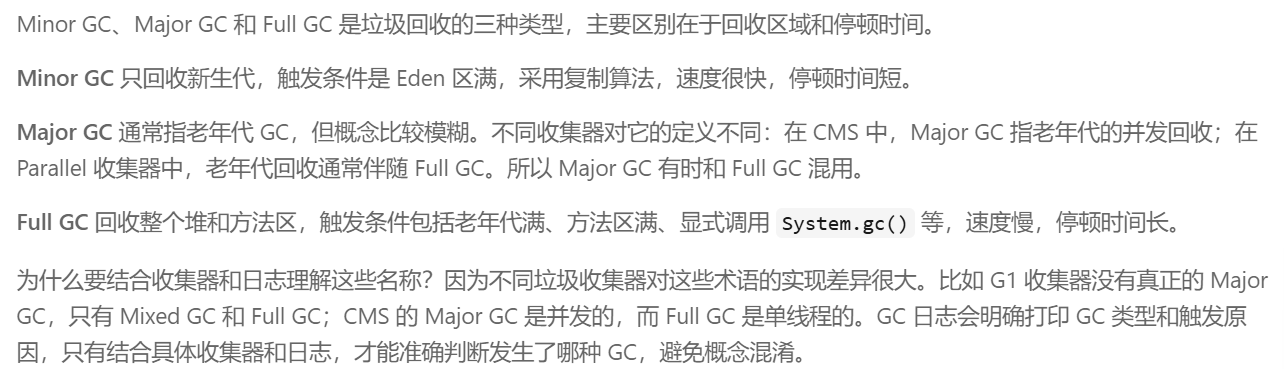 Minor GC、Major GC 和 Full GC 是垃圾回收的三种类型，主要区别在于回收区域和停顿时间。
Minor GC 只回收新生代，触发条件是 Eden 区满，采用复制算法，速度很快，停顿时间短。
Major GC 通常指老年代 GC，但概念比较模糊。不同收集器对它的定义不同：在 CMS 中，Major GC 指老年代的并发回收；在
Parallel 收集器中，老年代回收通常伴随 Full GC。所以 Major GC 有时和 Full GC 混用。
Full GC 回收整个堆和方法区，触发条件包括老年代满、方法区满、显式调用 System.gc() 等，速度慢，停顿时间长。
为什么要结合收集器和日志理解这些名称？因为不同垃圾收集器对这些术语的实现差异很大。比如 G1 收集器没有真正的 Major
GC，只有 Mixed GC 和 Full GC；CMS 的 Major GC 是并发的，而 Full GC 是单线程的。GC 日志会明确打印 GC 类型和触发原
因，只有结合具体收集器和日志，才能准确判断发生了哪种 GC，避免概念混淆。